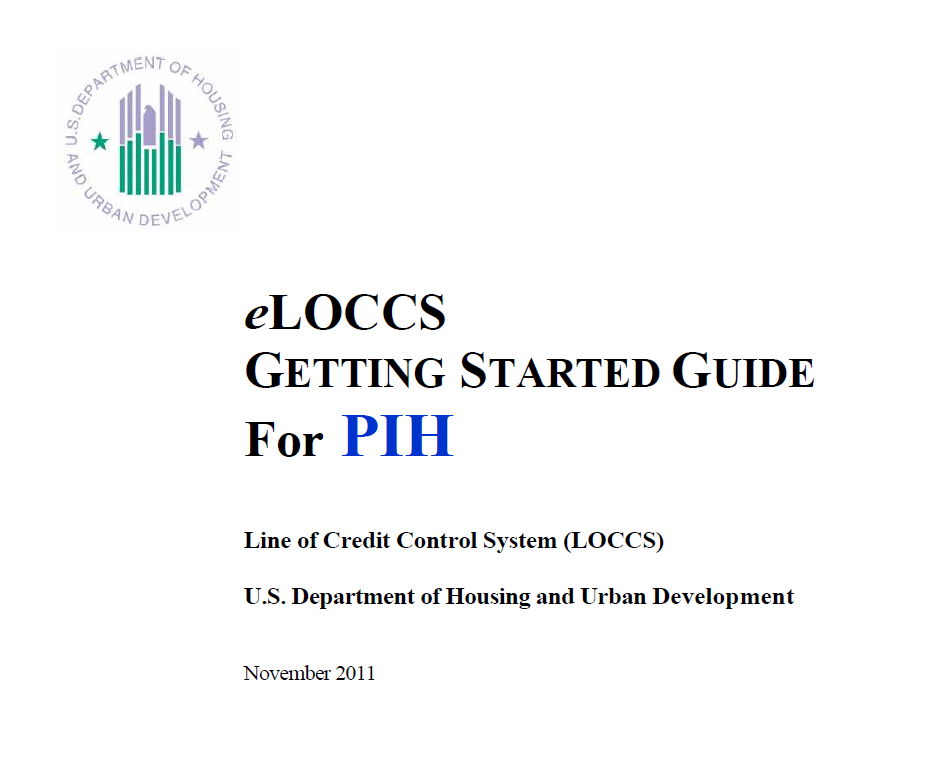 U.S. DEPARTMENT OF HOUSING
AND URBAN DEVELOPMENT
eLOCCS
GETTING STARTED GUIDE
For PIH
Line of Credit Control System (LOCCS)
U.S. Department of Housing and Urban Development
November 2011